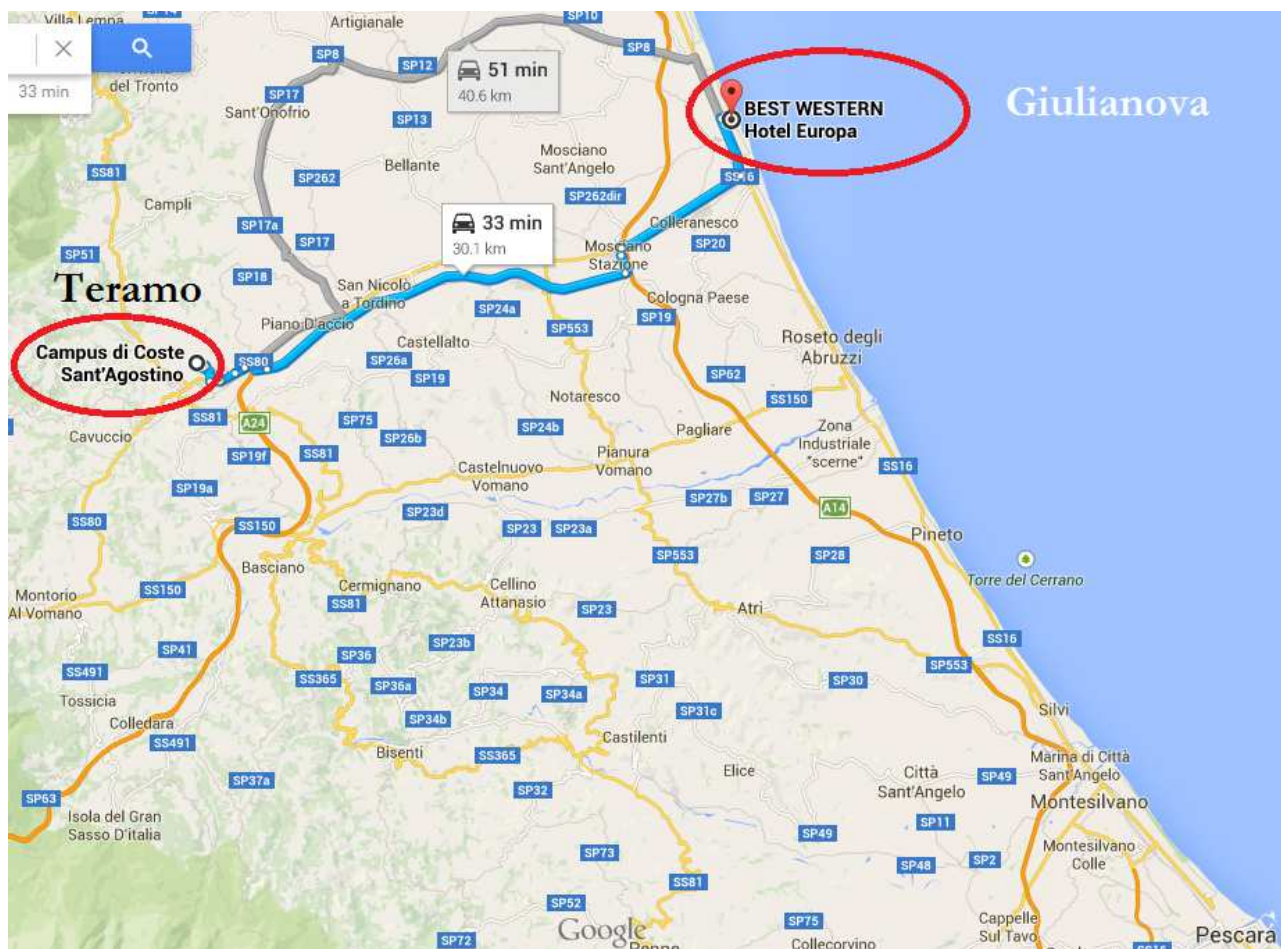 Villa Lempa
Artigianale
SP10
SP8
SP8
SP12
51 min
40.6 km
33 min
del Tronto
SP17
Sant'Onofrio
SP13
BEST WESTERN
Hotel Europa
Giulianova
Mosciano
Sant'Angelo
Bellante
SS81
SP262
SP262dir
SS16
Campli
33 min
30.1 km
Colleranesco
SP17a
SP17
SP20
Mosciano
Stazione
SP51
SP18
Teramo
San Nicolò
a Tordino
SP24a
Cologna Paese
SP19
Piano D'accio
SP553
Roseto degli
Abruzzi
Castellalto
Campus di Coste
Sant'Agostino
SS80
SP26a
SP19
SP62
Notaresco
SS150
SS81
A24
SP75
SP24b
Pagliare
Zona
Industriale
"scerne"
Cavuccio
SP26b
SP19f
SS81
Pianura
Vomano
Castelnuovo
Vomano
SS16
SP19a
SP27b
SP27
A14
SS80
SS150
SP23d
SP23
SP23a
Pineto
Basciano
SP553
SP28
Torre del Cerrano
Cermignano
Cellino
Attanasio
SS150
Montorio
Al Vomano
SS81
SP23
Atri
SP41
SP23b
SS16
SP36
SP553
SS491
SS365
SP36a
SP34
SP34a
SP31
SP30
Tossicia
SP34b
SP31c
Silvi
Colledara
SS491
Castilenti
Bisenti
SS365
Marina di Città
Sant'Angelo
Elice
Città
Sant'Angelo
SP49
SP37a
SP32
SP63
Montesilvano
Isola del Gran
Sasso D'italia
SP11
SP49
Montesilvano
Colle
SP73
SP48
SP2
SS81
SP52
Google
SP75
Cappelle
Sul Tavo
Pescara
SP72
Collecorvino